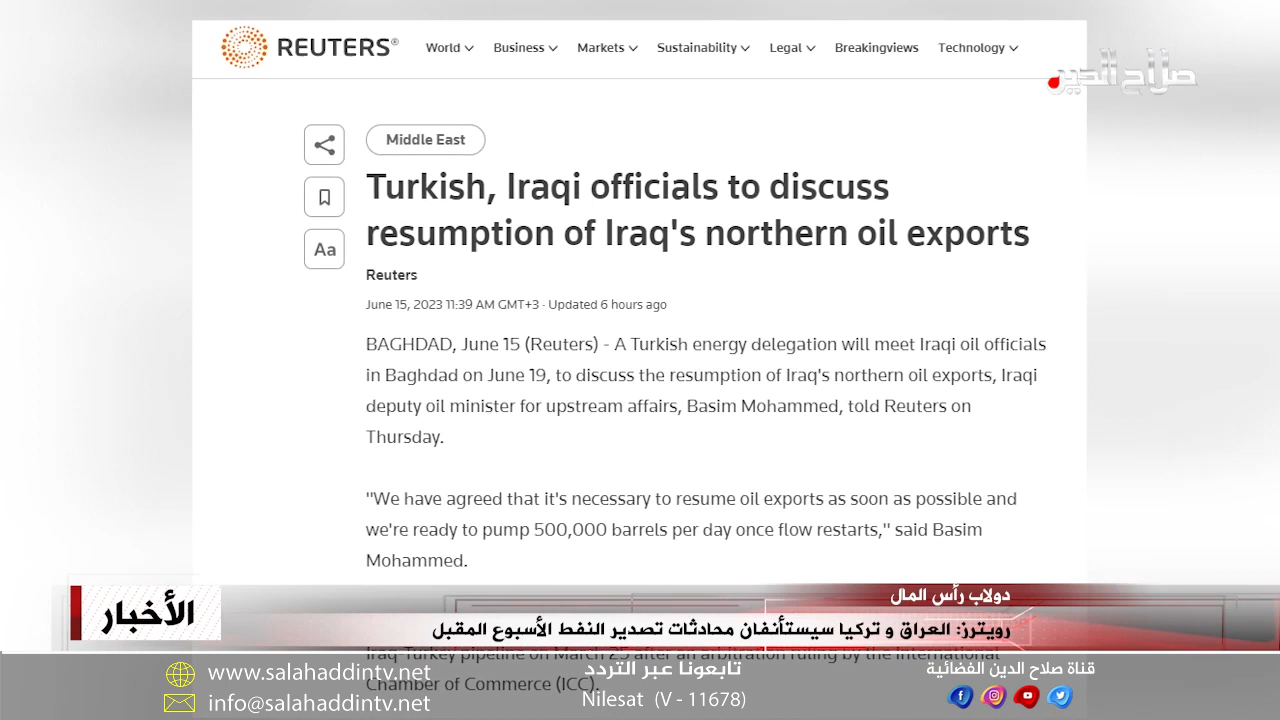 REUTERS®
World Business Markets Sustainability Legal Breakingviews Technology
صلاح الدين
Middle East
Turkish, Iraqi officials to discuss
resumption of Iraq's northern oil exports
Aa
Reuters
June 15, 2023 11:39 AM GMT+3 · Updated 6 hours ago
BAGHDAD, June 15 (Reuters) - A Turkish energy delegation will meet Iraqi oil officials
in Baghdad on June 19, to discuss the resumption of Iraq's northern oil exports, Iraqi
deputy oil minister for upstream affairs, Basim Mohammed, told Reuters on
Thursday.
"We have agreed that it's necessary to resume oil exports as soon as possible and
we're ready to pump 500,000 barrels per day once flow restarts," said Basim
Mohammed.
دولاب رأس المال
الأخبار
رويترز: العراق و تركيا سيستأنفان محادثات تصدير النفط الأسبوع المقبل
Iraq-Turkey pipeline on March 25 after an arbitration ruling by the International
Chamber of Commerce (ICC).
قناة صلاح الدين الفضائية
تابعونا عبر التردد
Nilesat (V - 11678)
www.salahaddintv.net
info@salahaddintv.net